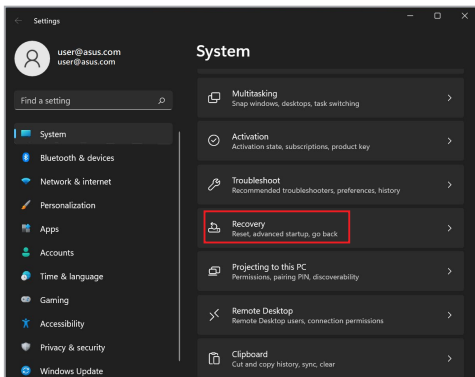 Settings
user@asus.com
user@asus.com
Find a setting
System
Bluetooth & devices
Network & internet
Personalization
Apps
Accounts
Time & language
Gaming
Accessibility
Privacy & security
Windows Update
System
Multitasking
Snap windows, desktops, task switching
Activation
Activation state, subscriptions, product key
Troubleshoot
Recommended troubleshooters, preferences, history
Recovery
Reset, advanced startup, go back
Projecting to this PC
Permissions, pairing PIN, discoverability
Remote Desktop
Remote Desktop users, connection permissions
Clipboard
Cut and copy history, sync, clear